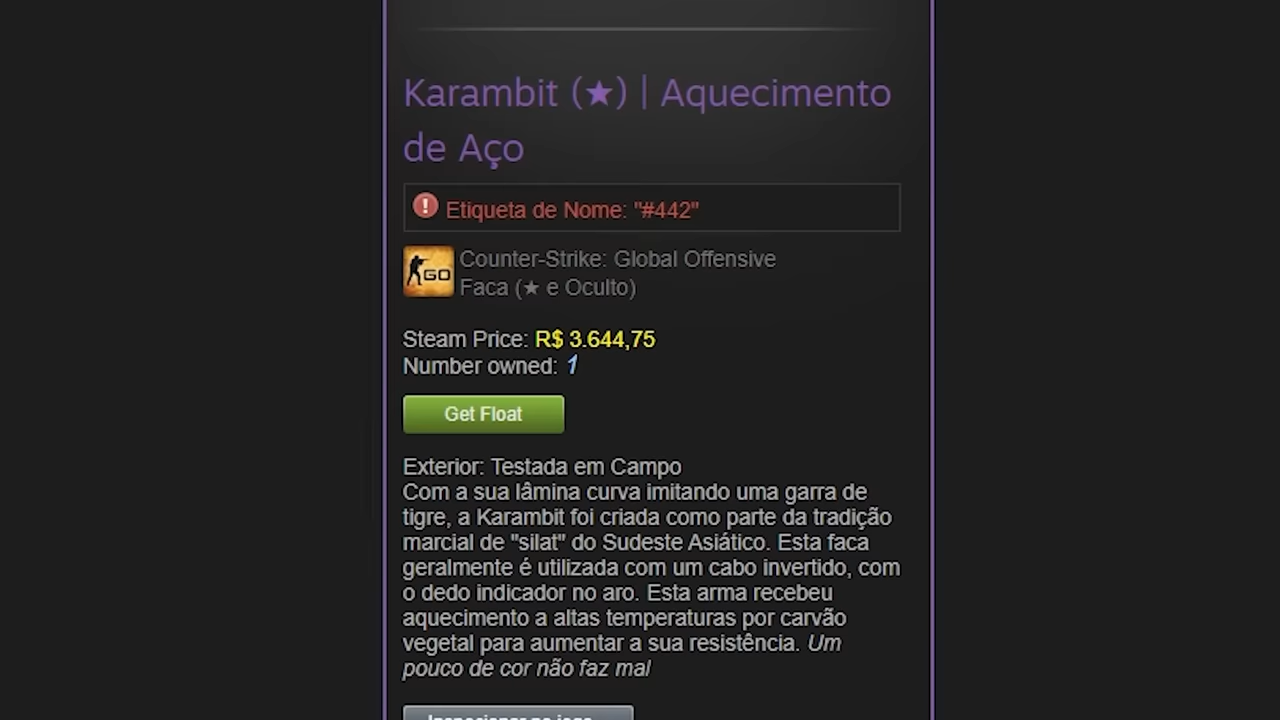 Karambit (★) | Aquecimento
de Aço
Etiqueta de Nome: "#442"
GO
Counter-Strike: Global Offensive
Faca (★ e Oculto)
Steam Price: R$ 3.644,75
Number owned: 1
Get Float
Exterior: Testada em Campo
Com a sua lâmina curva imitando uma garra de
tigre, a Karambit foi criada como parte da tradição
marcial de "silat" do Sudeste Asiático. Esta faca
geralmente é utilizada com um cabo invertido, com
o dedo indicador no aro. Esta arma recebeu
aquecimento a altas temperaturas por carvão
vegetal para aumentar a sua resistência. Um
pouco de cor não faz mal